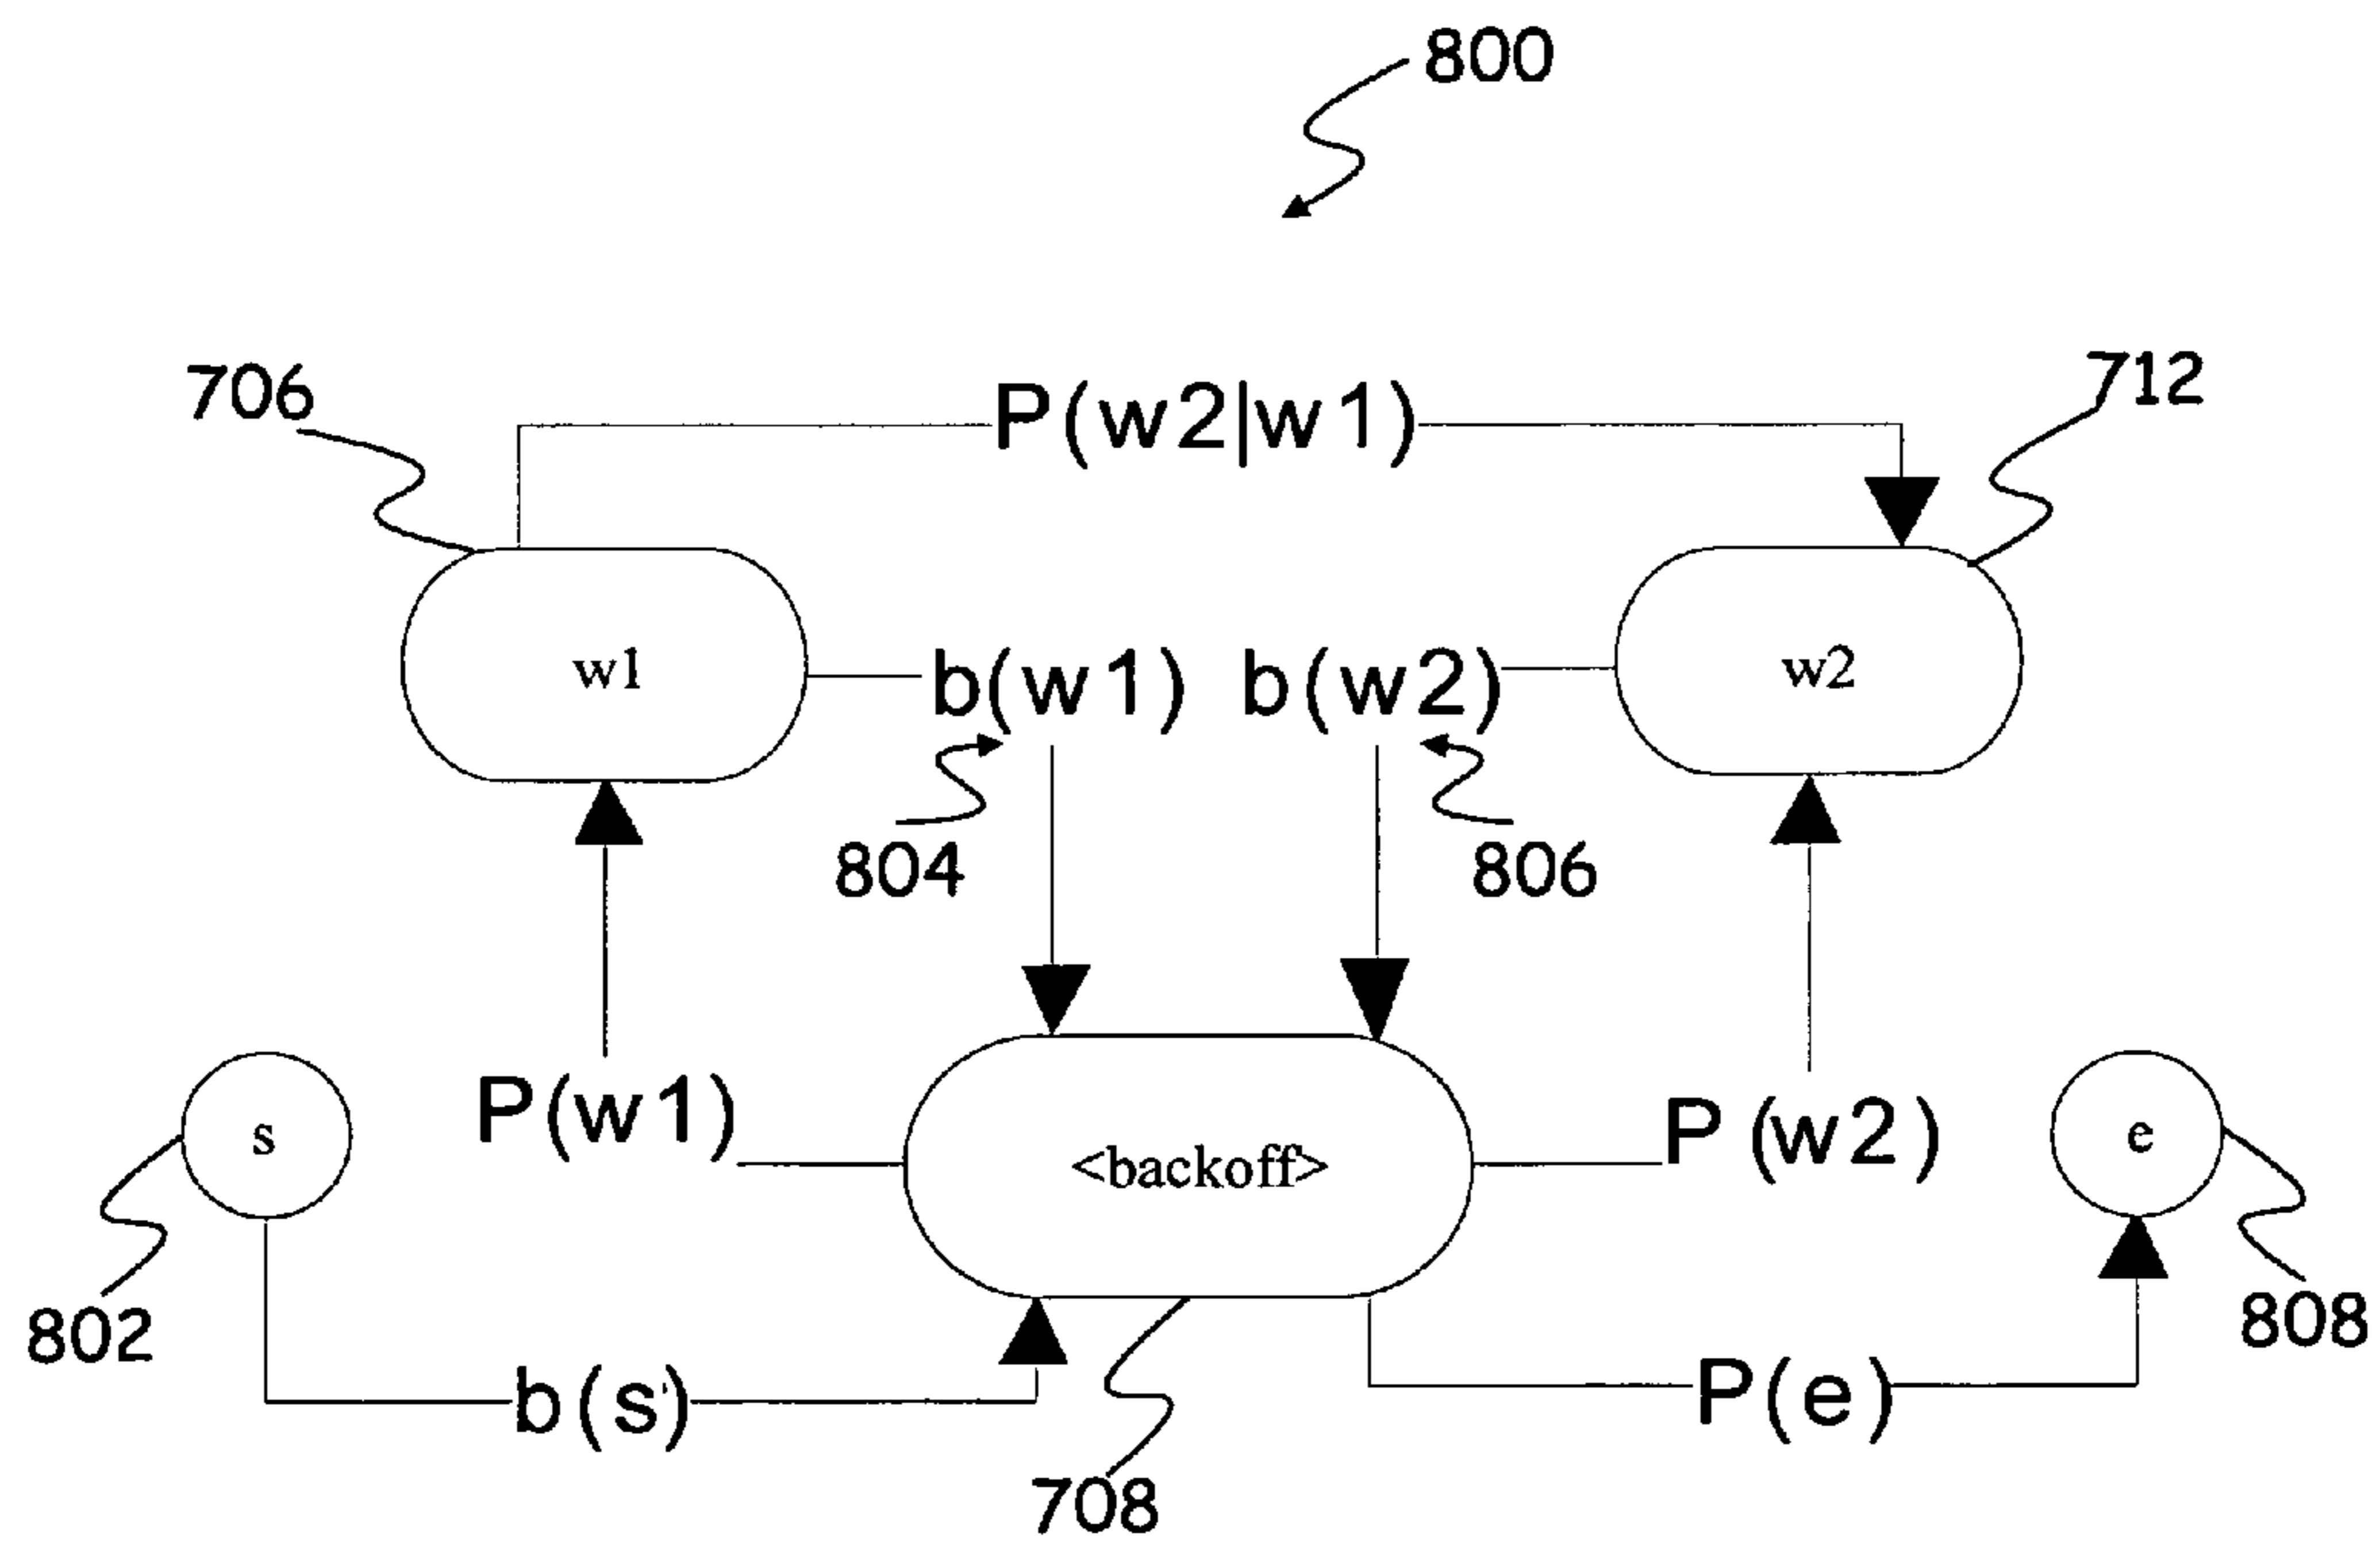 800
706
P(w2|w1)
712
w1
b(w1)
b(w2)
w2
804
806
s
P(w1)
<backoff>
P(w2)
e
802
808
b(s)
P(e)
708